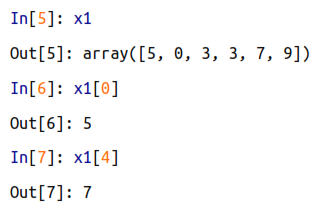 In[5]: x1
Out[5]: array([5, 0, 3, 3, 7, 9])
In[6]: x1[0]
Out[6]: 5
In[7]: x1[4]
Out[7]: 7